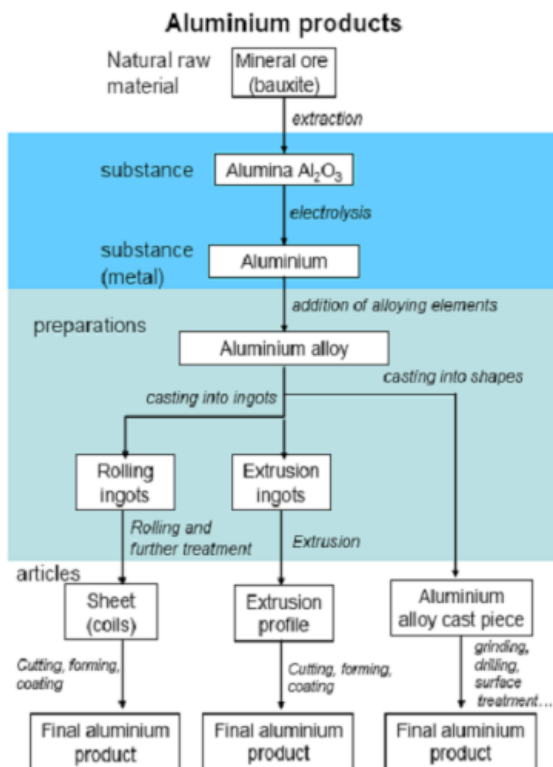 Aluminium products
Natural raw
material
Mineral ore
(bauxite)
extraction
substance
Alumina Al₂O₃
electrolysis
substance
(metal)
Aluminium
addition of alloying elements
preparations
Aluminium alloy
casting into shapes
casting into ingots
Rolling
ingots
Extrusion
ingots
Rolling and
further treatment
Extrusion
articles
Sheet
(coils)
Extrusion
profile
Aluminium
alloy cast piece
Cutting, forming,
coating
Cutting, forming,
coating
grinding,
drilling,
surface
treatment...
Final aluminium
product
Final aluminium
product
Final aluminium
product